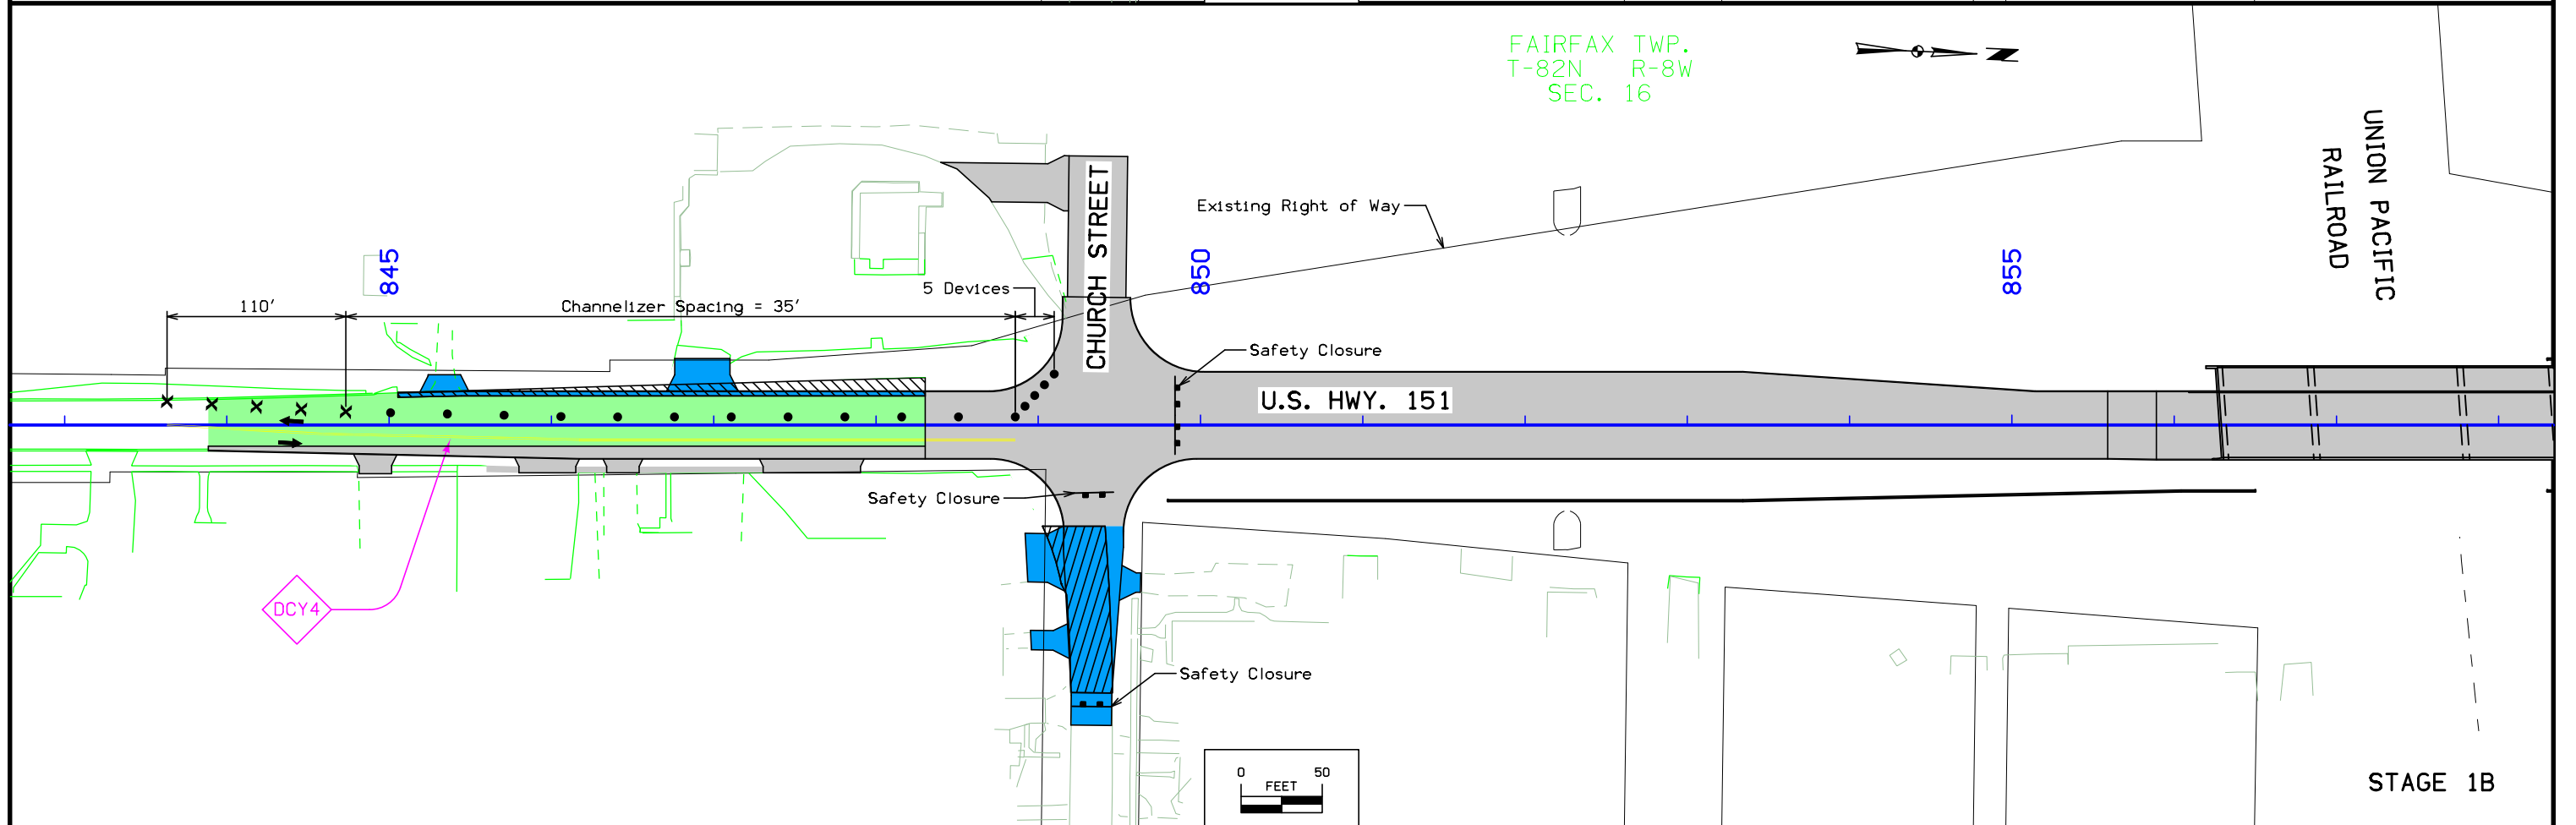 FAIRFAX TWP.
T-82N R-8W
SEC. 16
N
UNION PACIFIC
RAILROAD
CHURCH STREET
Existing Right of Way
845
850
855
5 Devices
110'
Channelizer Spacing = 35'
Safety Closure
U.S. HWY. 151
Safety Closure
DCY4
Safety Closure
0 50
FEET
STAGE 1B